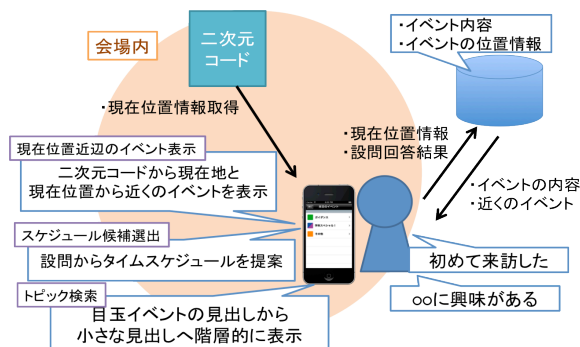 会場内
二次元
コード
・イベント内容
・イベントの位置情報
・現在位置情報取得
現在位置近辺のイベント表示
二次元コードから現在地と
現在位置から近くのイベントを表示
・現在位置情報
・設問回答結果
・イベントの内容
・近くのイベント
スケジュール候補選出
設問からタイムスケジュールを提案
初めて来訪した
トピック検索
目玉イベントの見出しから
小さな見出しへ階層的に表示
○○に興味がある